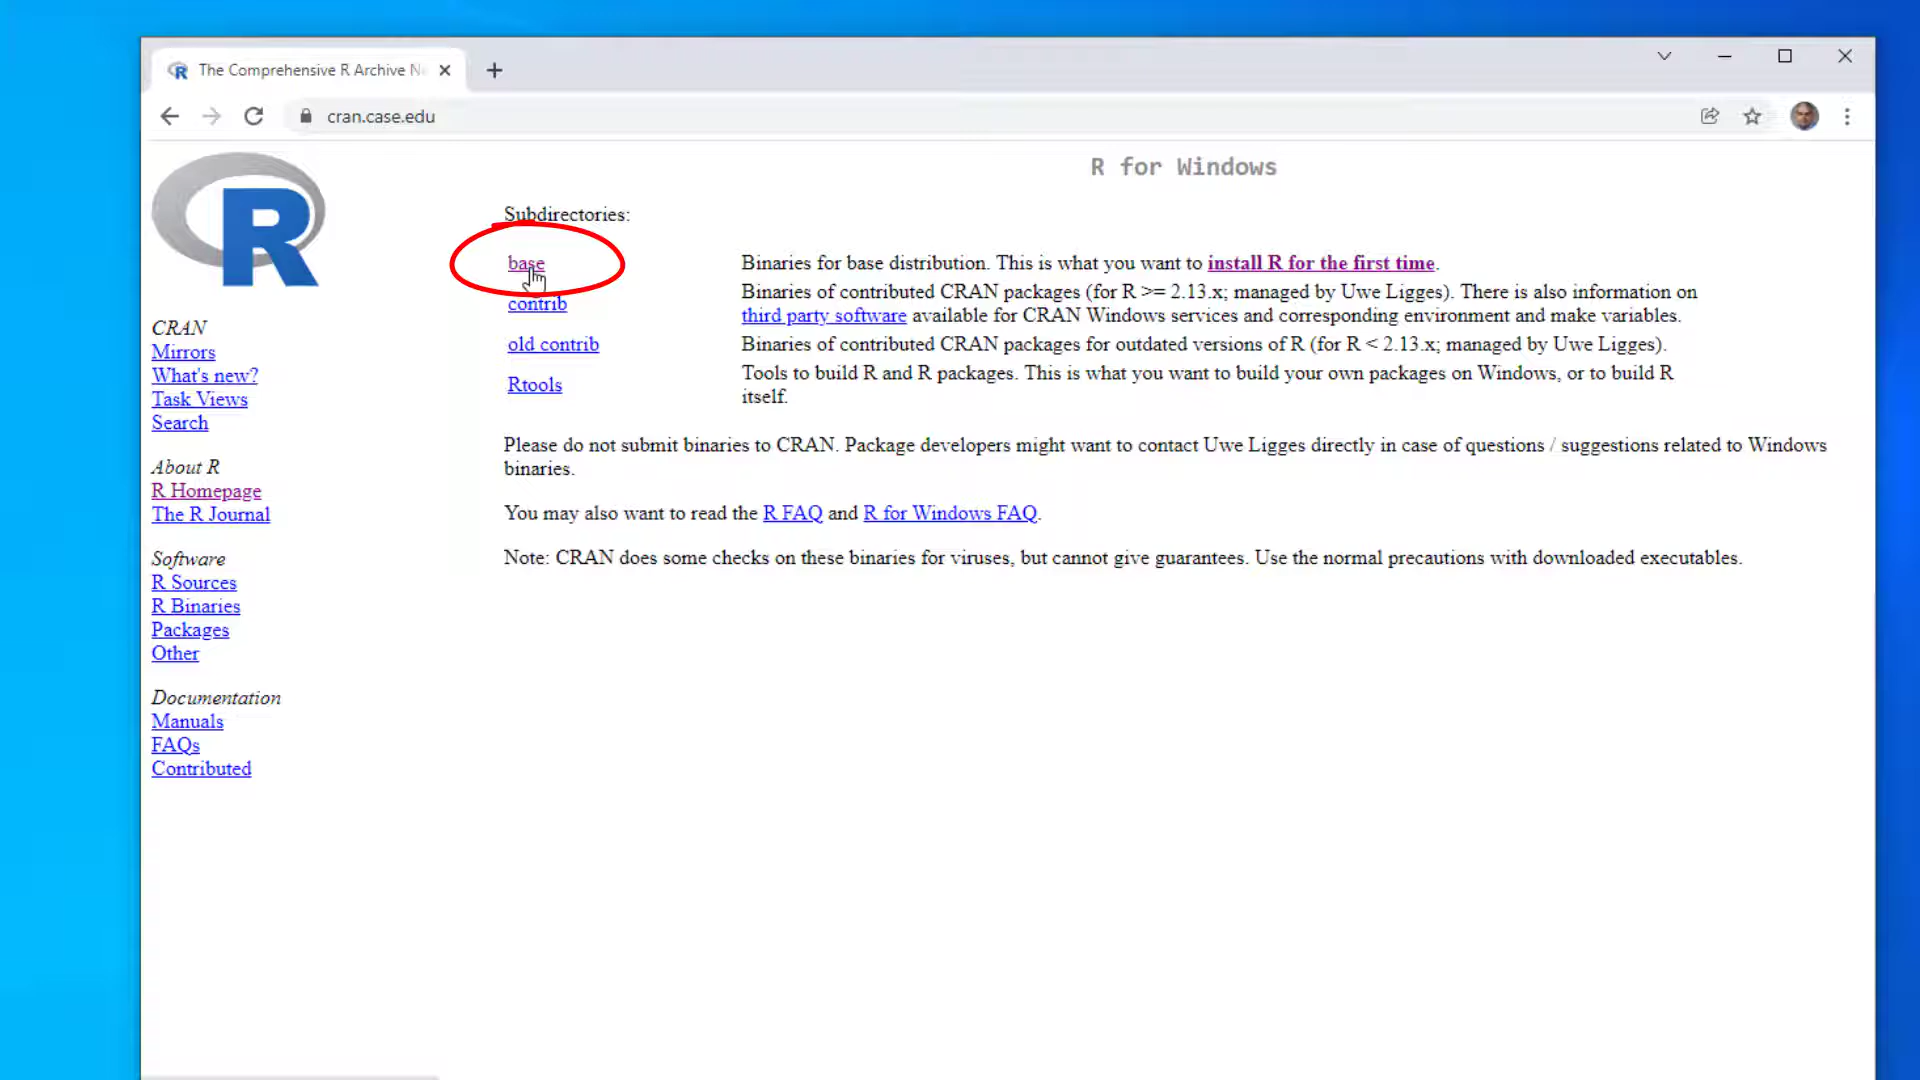 The Comprehensive R Archive Ne
cran.case.edu
R
R for Windows
Subdirectories:
base
Binaries for base distribution. This is what you want to install R for the first time.
contrib
Binaries of contributed CRAN packages (for R >= 2.13.x; managed by Uwe Ligges). There is also information on
third party software available for CRAN Windows services and corresponding environment and make variables.
old contrib
Binaries of contributed CRAN packages for outdated versions of R (for R < 2.13.x; managed by Uwe Ligges).
Rtools
Tools to build R and R packages. This is what you want to build your own packages on Windows, or to build R
itself.
Please do not submit binaries to CRAN. Package developers might want to contact Uwe Ligges directly in case of questions / suggestions related to Windows
binaries.
You may also want to read the R FAQ and R for Windows FAQ.
Note: CRAN does some checks on these binaries for viruses, but cannot give guarantees. Use the normal precautions with downloaded executables.
CRAN
Mirrors
What's new?
Task Views
Search
About R
R Homepage
The R Journal
Software
R Sources
R Binaries
Packages
Other
Documentation
Manuals
FAQs
Contributed